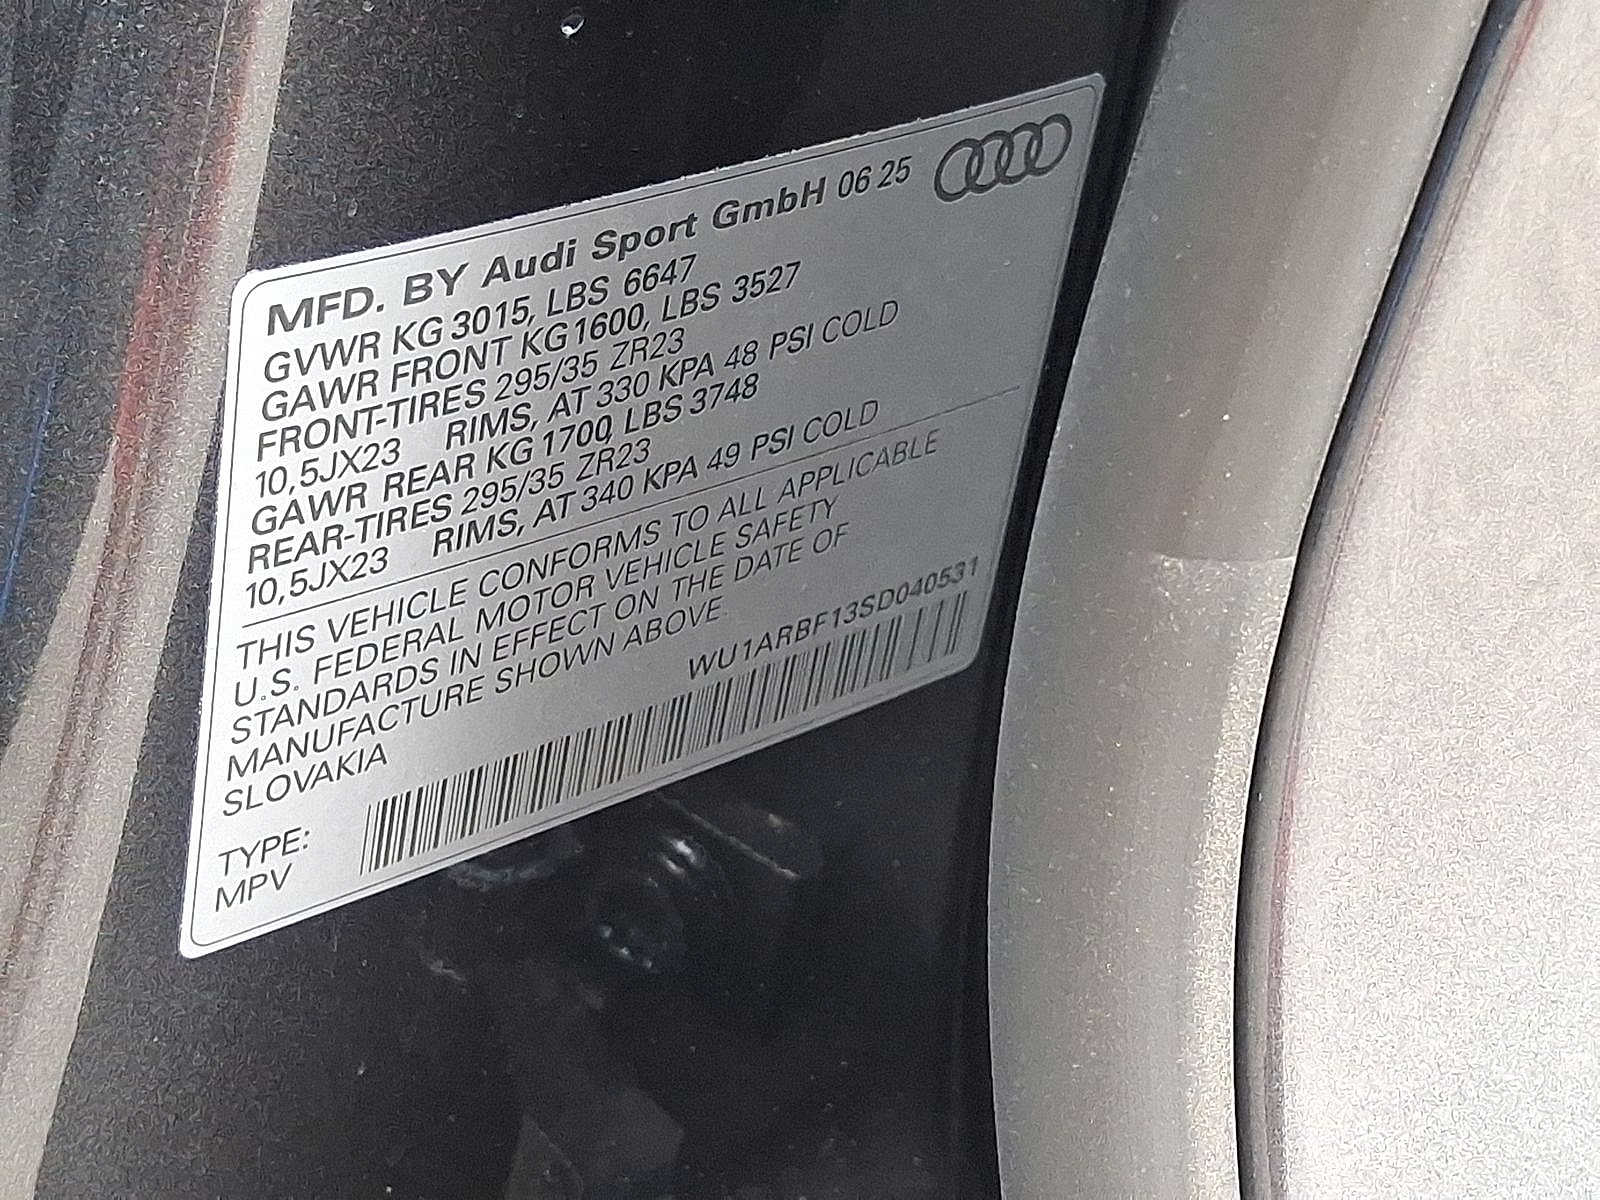 MFD. BY Audi Sport GmbH 06 25
GVWR KG 3015, LBS 6647
GAWR FRONT KG 1600, LBS 3527
FRONT-TIRES 295/35 ZR23
10,5JX23 RIMS, AT 330 KPA 48 PSI COLD
GAWR REAR KG 1700, LBS 3748
REAR-TIRES 295/35 ZR23
10,5JX23 RIMS, AT 340 KPA 49 PSI COLD
THIS VEHICLE CONFORMS TO ALL APPLICABLE
U.S. FEDERAL MOTOR VEHICLE SAFETY
STANDARDS IN EFFECT ON THE DATE OF
MANUFACTURE SHOWN ABOVE.
SLOVAKIA
WU1ARBF13SD040531
TYPE:
MPV